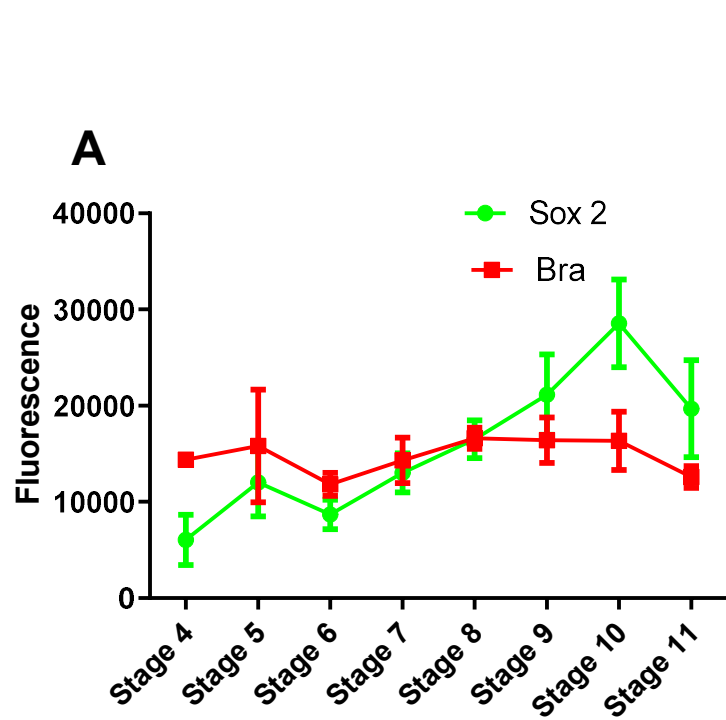 A
Sox 2
Bra
Fluorescence
40000
30000
20000
10000
0
Stage 4
Stage 5
Stage 6
Stage 7
Stage 8
Stage 9
Stage 10
Stage 11